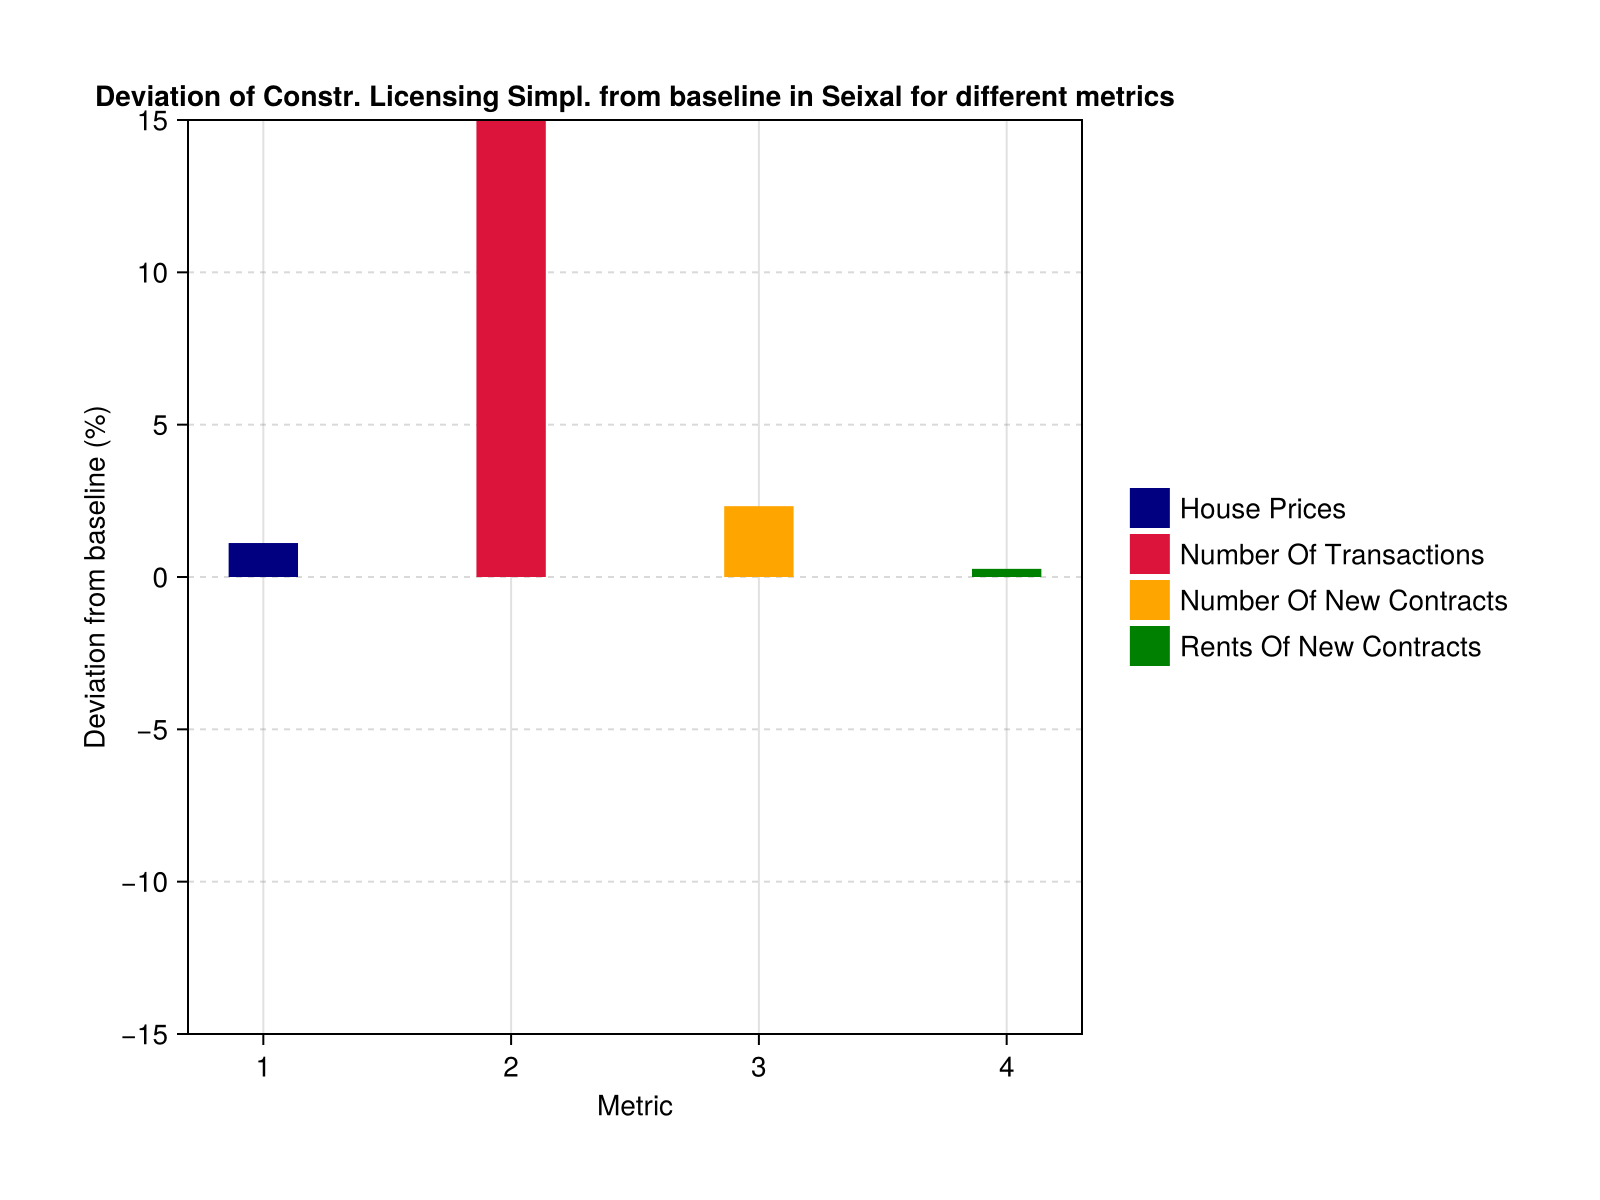 Deviation of Constr. Licensing Simpl. from baseline in Seixal for different metrics
15
10
5
0
−5
−10
−15
Deviation from baseline (%)
1 2 3 4
Metric
House Prices
Number Of Transactions
Number Of New Contracts
Rents Of New Contracts